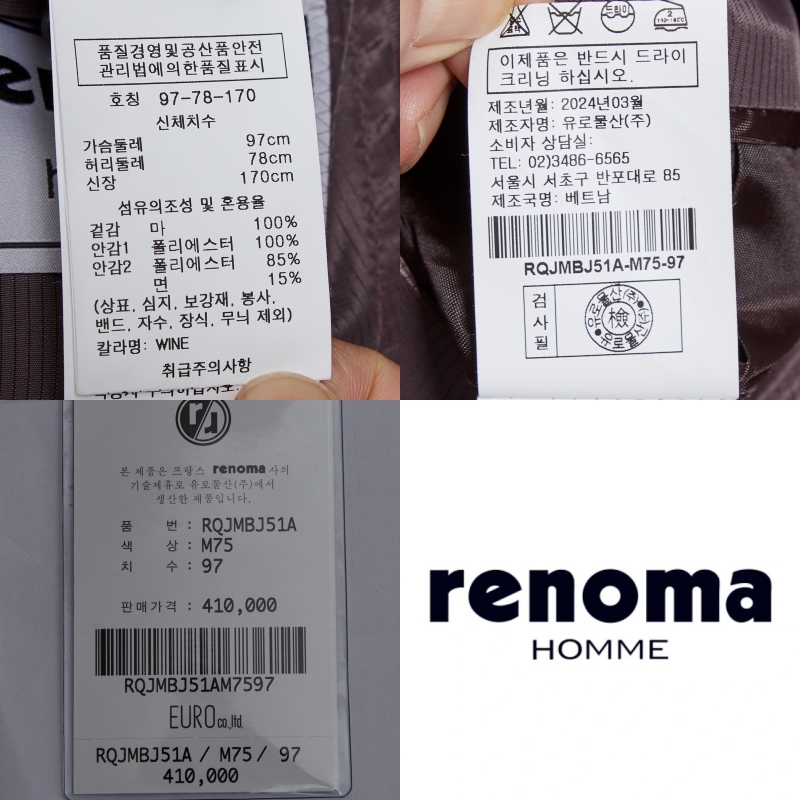 품질경영및공산품안전
관리법에의한품질표시
호칭 97-78-170
신체치수
가슴둘레 97cm
허리둘레 78cm
신장 170cm
섬유의조성 및 혼용율
겉감 마 100%
안감1 폴리에스터 100%
안감2 폴리에스터 85%
면 15%
(상표, 심지, 보강재, 봉사,
밴드, 자수, 장식, 무늬 제외)
칼라명: WINE
취급주의사항
드라이
이제품은 반드시 드라이
크리닝 하십시오.
제조년월: 2024년03월
제조자명: 유로물산(주)
소비자 상담실:
TEL: 02)3486-6565
서울시 서초구 반포대로 85
제조국명: 베트남
RQJMBJ51A-M75-97
검사필
유로물산(주)
檢
유로물산(주)
본 제품은 프랑스 renoma 사의
기술제휴로 유로물산(주)에서
생산한 제품입니다.
품 번 : RQJMBJ51A
색 상 : M75
치 수 : 97
판매가격 : 410,000
RQJMBJ51AM7597
EURO co.,ltd.
RQJMBJ51A / M75 / 97
410,000
renoma
HOMME